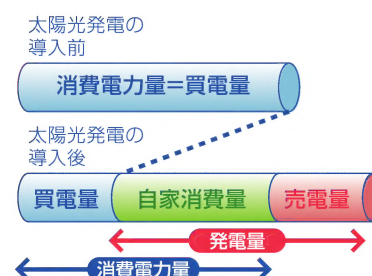 太陽光発電の
導入前
消費電力量=買電量
太陽光発電の
導入後
買電量 自家消費量 売電量
発電量
消費電力量